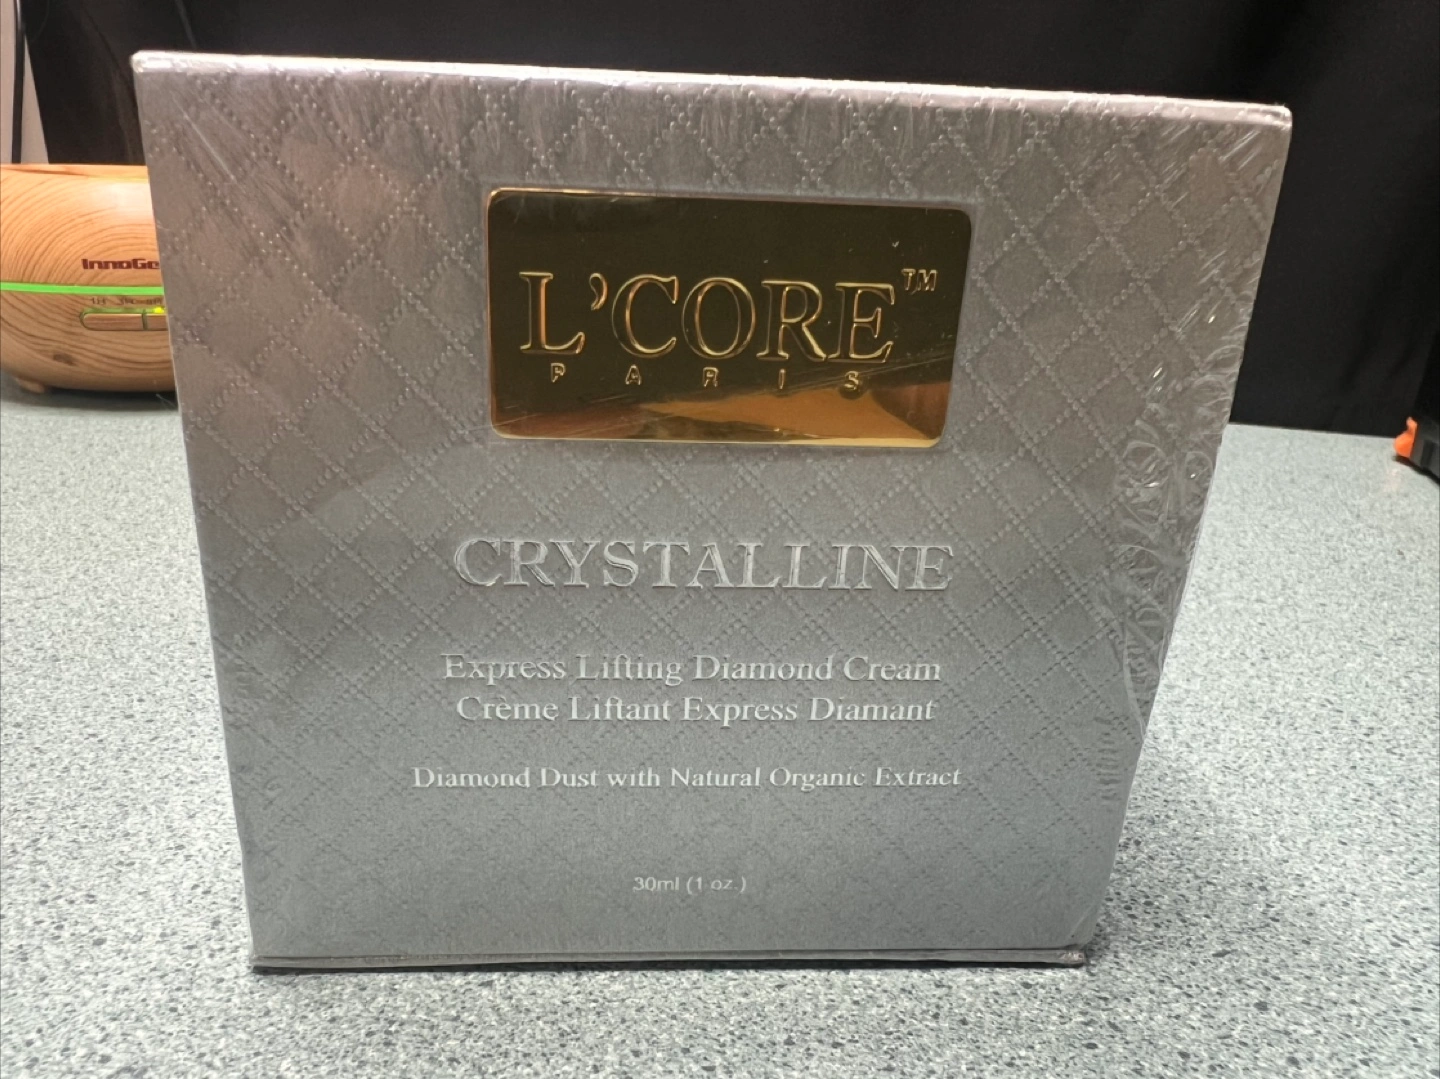 L'CORE™
PARIS
CRYSTALLINE
Express Lifting Diamond Cream
Crème Liftant Express Diamant
Diamond Dust with Natural Organic Extract
30ml (1 oz.)